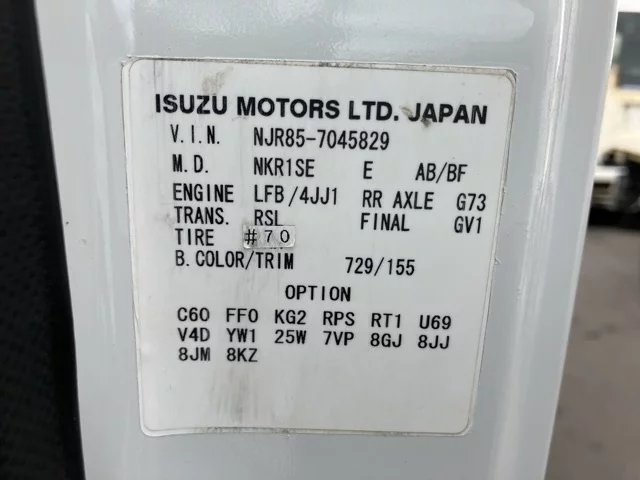 ISUZU MOTORS LTD. JAPAN
V.I.N. NJR85-7045829
M.D. NKR1SE E AB/BF
ENGINE LFB/4JJ1 RR AXLE G73
TRANS. RSL FINAL GV1
TIRE #70
B.COLOR/TRIM 729/155
OPTION
C60 FF0 KG2 RPS RT1 U69
V4D YW1 25W 7VP 8GJ 8JJ
8JM 8KZ